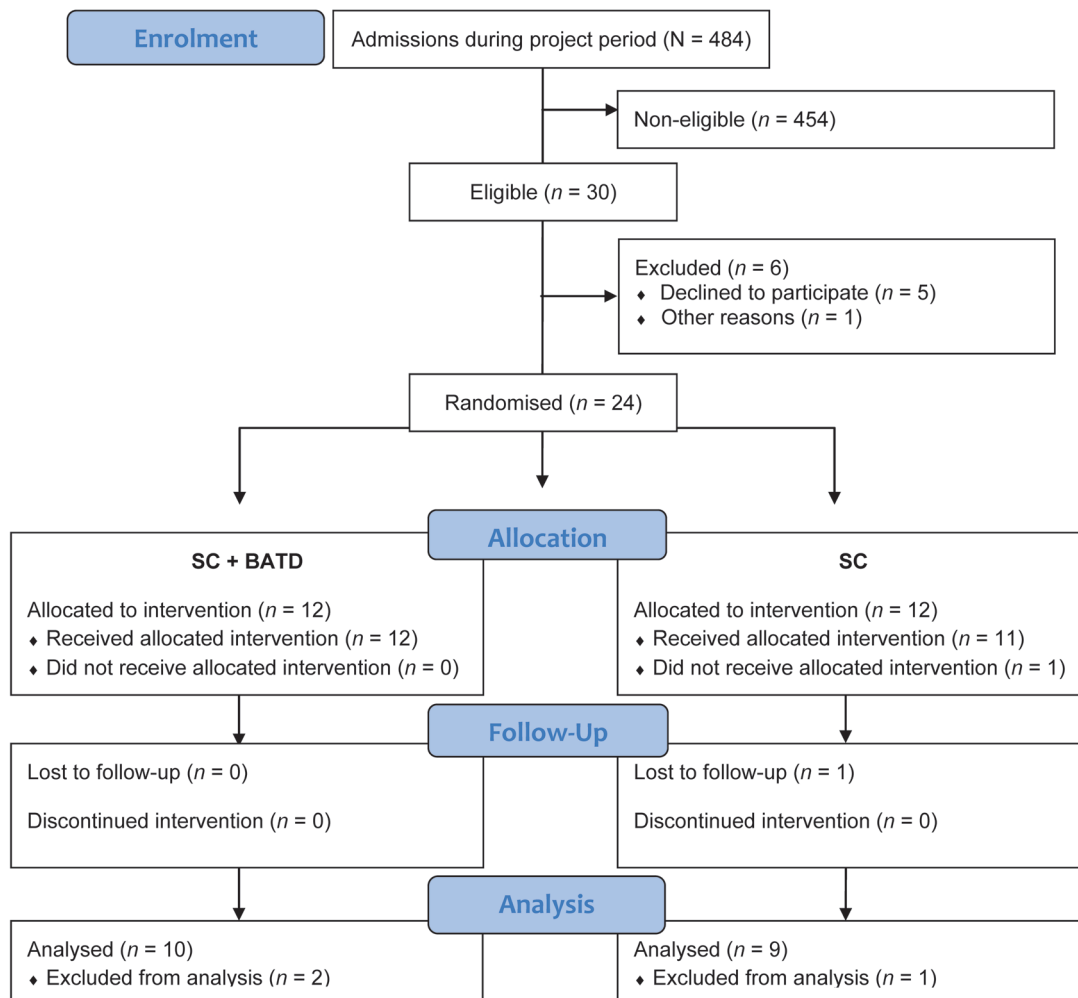 Enrolment
Admissions during project period (N = 484)
Non-eligible (n = 454)
Eligible (n = 30)
Excluded (n = 6)
♦ Declined to participate (n = 5)
♦ Other reasons (n = 1)
Randomised (n = 24)
Allocation
SC + BATD
Allocated to intervention (n = 12)
♦ Received allocated intervention (n = 12)
♦ Did not receive allocated intervention (n = 0)
SC
Allocated to intervention (n = 12)
♦ Received allocated intervention (n = 11)
♦ Did not receive allocated intervention (n = 1)
Follow-Up
Lost to follow-up (n = 0)
Discontinued intervention (n = 0)
Lost to follow-up (n = 1)
Discontinued intervention (n = 0)
Analysis
Analysed (n = 10)
♦ Excluded from analysis (n = 2)
Analysed (n = 9)
♦ Excluded from analysis (n = 1)